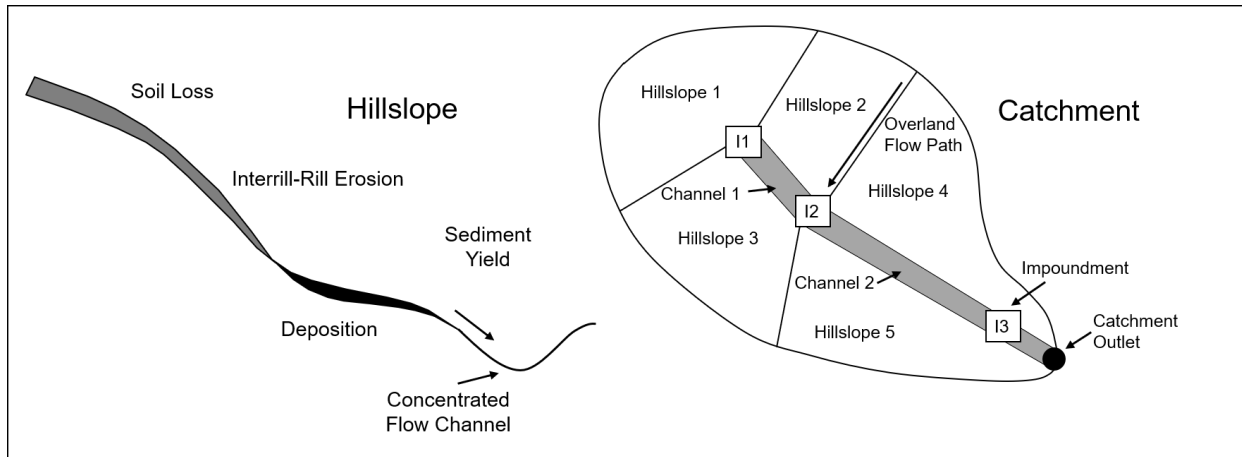 Soil Loss
Hillslope
Interrill-Rill Erosion
Sediment
Yield
Deposition
Concentrated
Flow Channel
Hillslope 1
Hillslope 2
Catchment
Overland
Flow Path
I1
Channel 1
Hillslope 4
I2
Hillslope 3
Impoundment
Channel 2
I3
Catchment
Outlet
Hillslope 5